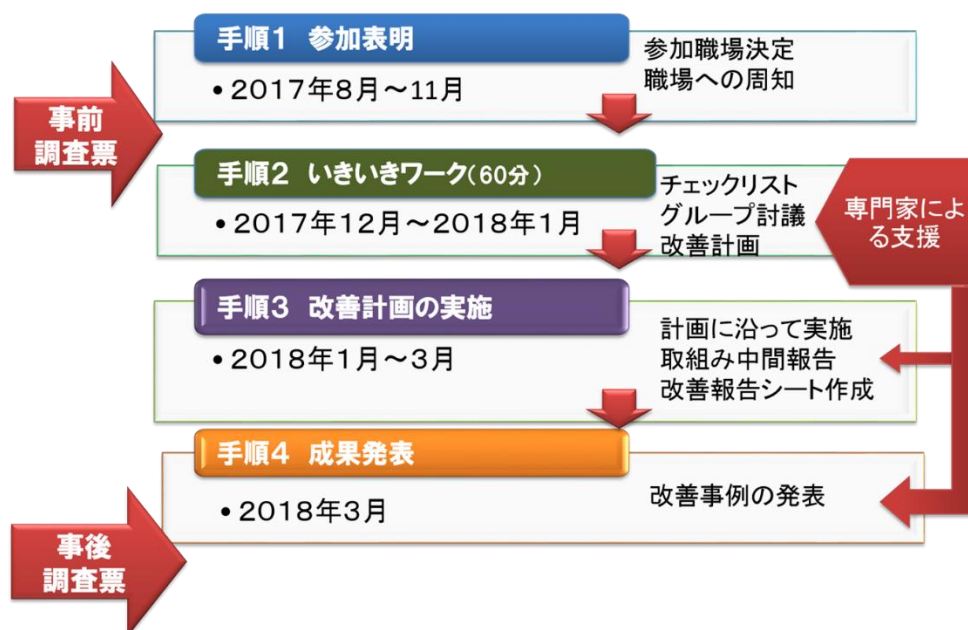 手順1 参加表明
• 2017年8月～11月
参加職場決定
職場への周知
事前
調査票
手順2 いきいきワーク(60分)
• 2017年12月～2018年1月
チェックリスト
グループ討議
改善計画
専門家によ
る支援
手順3 改善計画の実施
• 2018年1月～3月
計画に沿って実施
取組み中間報告
改善報告シート作成
手順4 成果発表
• 2018年3月
改善事例の発表
事後
調査票